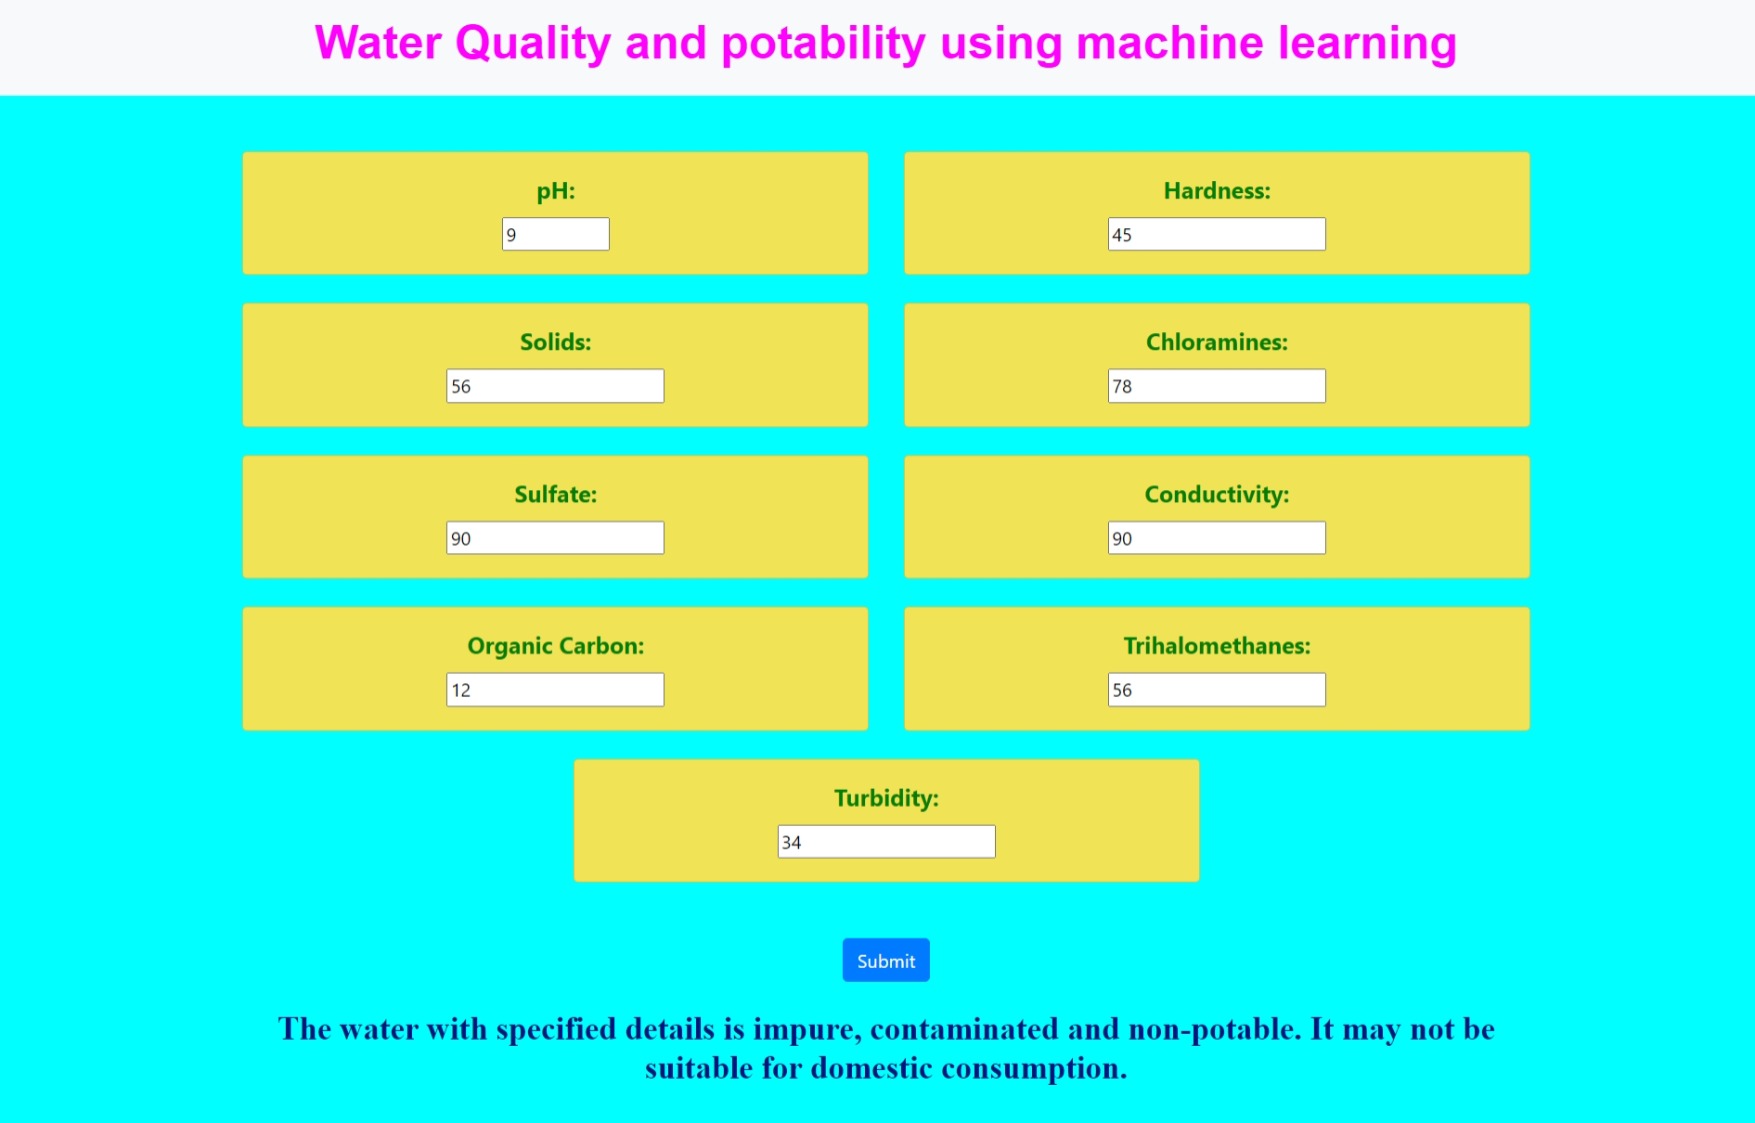 Water Quality and potability using machine learning
pH:
9
Hardness:
45
Solids:
56
Chloramines:
78
Sulfate:
90
Conductivity:
90
Organic Carbon:
12
Trihalomethanes:
56
Turbidity:
34
Submit
The water with specified details is impure, contaminated and non-potable. It may not be
suitable for domestic consumption.